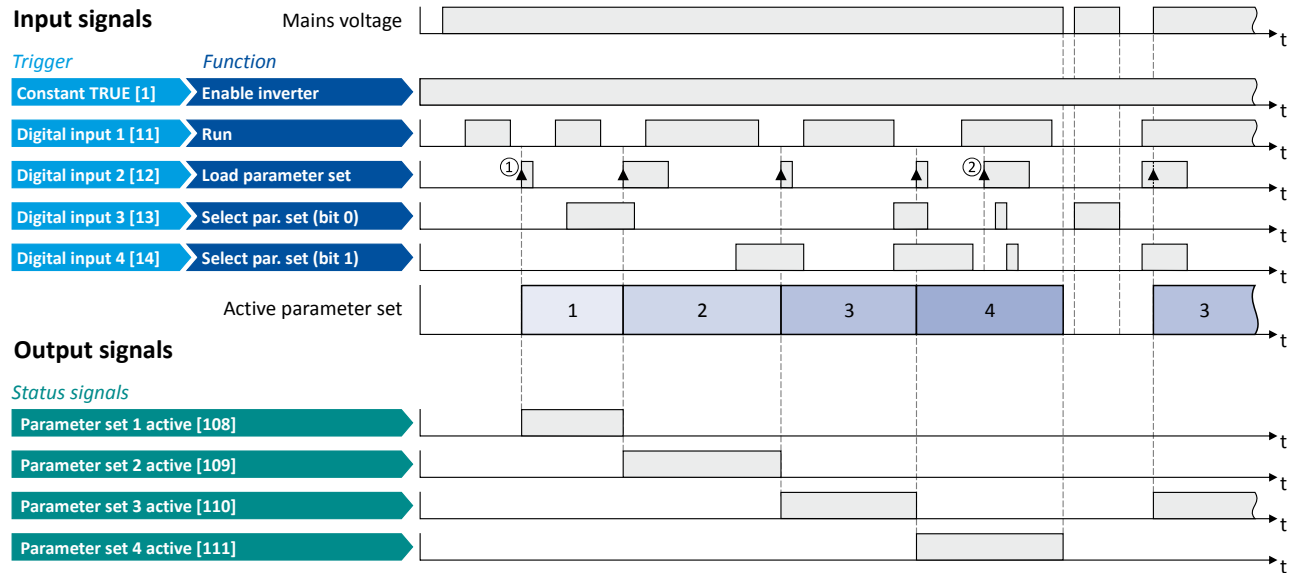 Input signals
Mains voltage
t
Trigger Function
Constant TRUE [1] Enable inverter
t
Digital input 1 [11] Run
t
Digital input 2 [12] Load parameter set
① ②
t
Digital input 3 [13] Select par. set (bit 0)
t
Digital input 4 [14] Select par. set (bit 1)
t
Active parameter set 1 2 3 4 3
t
Output signals
Status signals
Parameter set 1 active [108]
t
Parameter set 2 active [109]
t
Parameter set 3 active [110]
t
Parameter set 4 active [111]
t